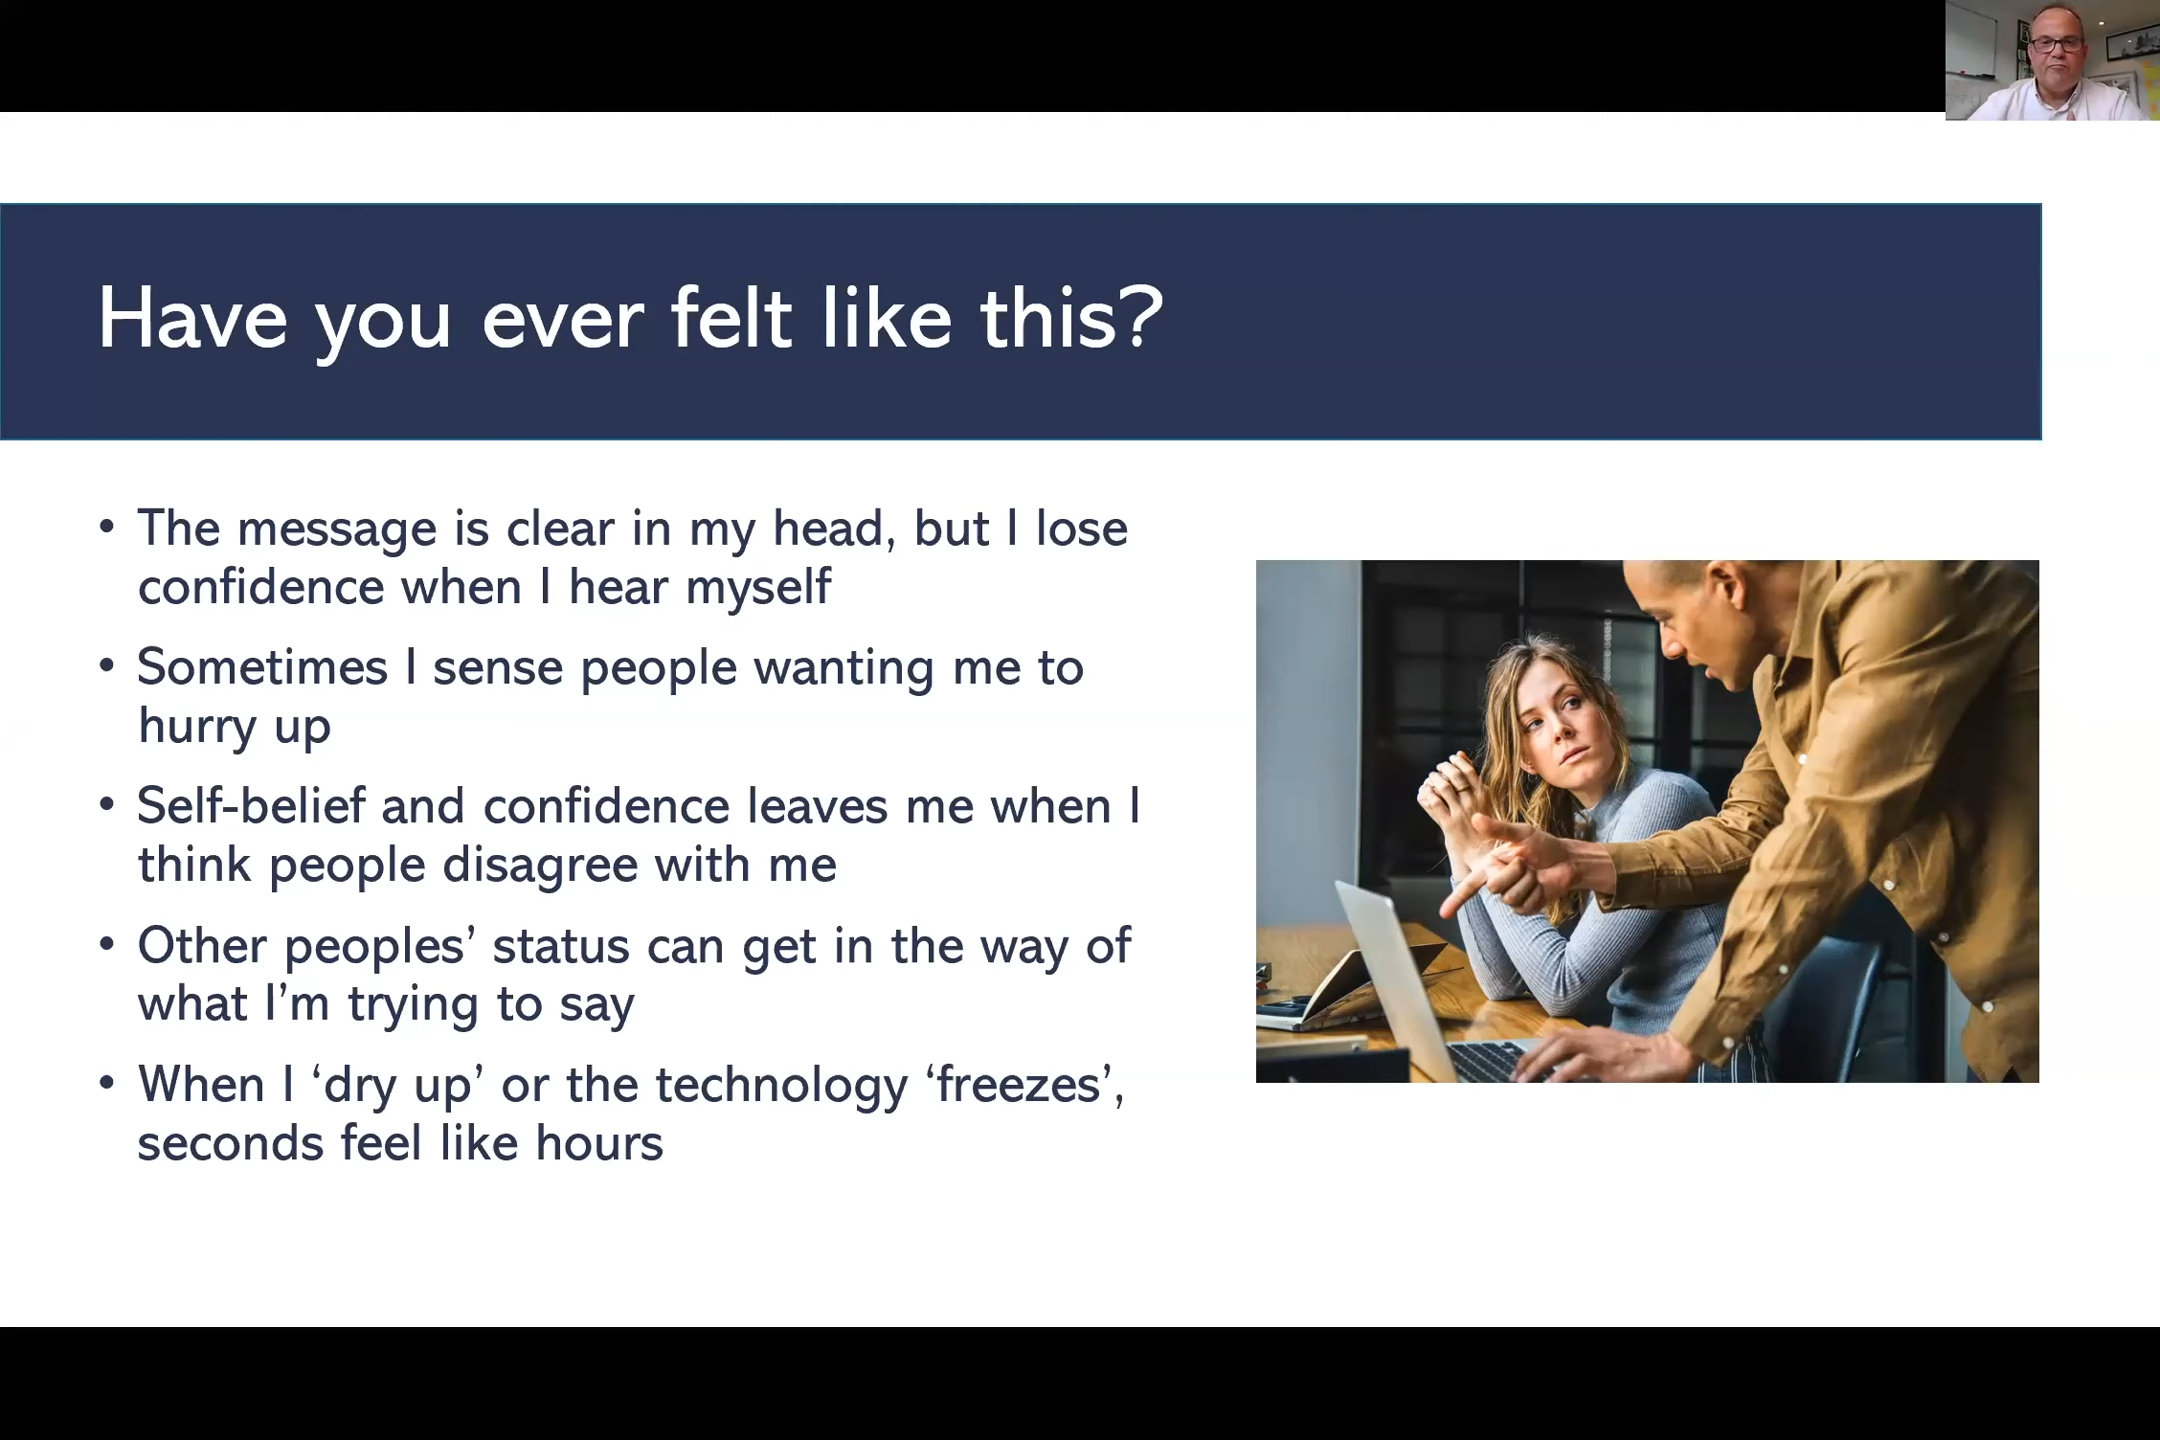 Have you ever felt like this?
• The message is clear in my head, but I lose
confidence when I hear myself
• Sometimes I sense people wanting me to
hurry up
• Self-belief and confidence leaves me when I
think people disagree with me
• Other peoples’ status can get in the way of
what I’m trying to say
• When I ‘dry up’ or the technology ‘freezes’,
seconds feel like hours